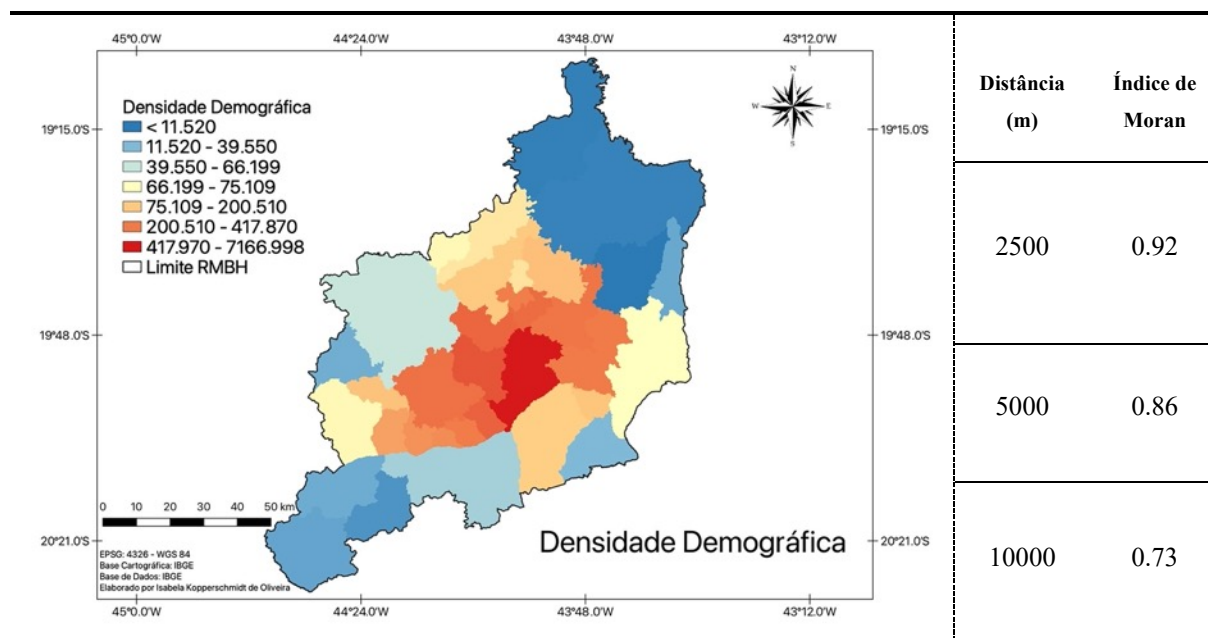 45°0.0'W 44°24.0'W 43°48.0'W 43°12.0'W
N
W E
S
Densidade Demográfica
< 11.520
11.520 - 39.550
39.550 - 66.199
66.199 - 75.109
75.109 - 200.510
200.510 - 417.870
417.970 - 7166.998
Limite RMBH
19°15.0'S 19°15.0'S
19°48.0'S 19°48.0'S
0 10 20 30 40 50 km
20°21.0'S 20°21.0'S
Densidade Demográfica
EPSG: 4326 - WGS 84
Base Cartográfica: IBGE
Base de Dados: IBGE
Elaborado por Isabela Kopperschmidt de Oliveira
45°0.0'W 44°24.0'W 43°48.0'W 43°12.0'W
Distância Índice de
(m) Moran
2500 0.92
5000 0.86
10000 0.73